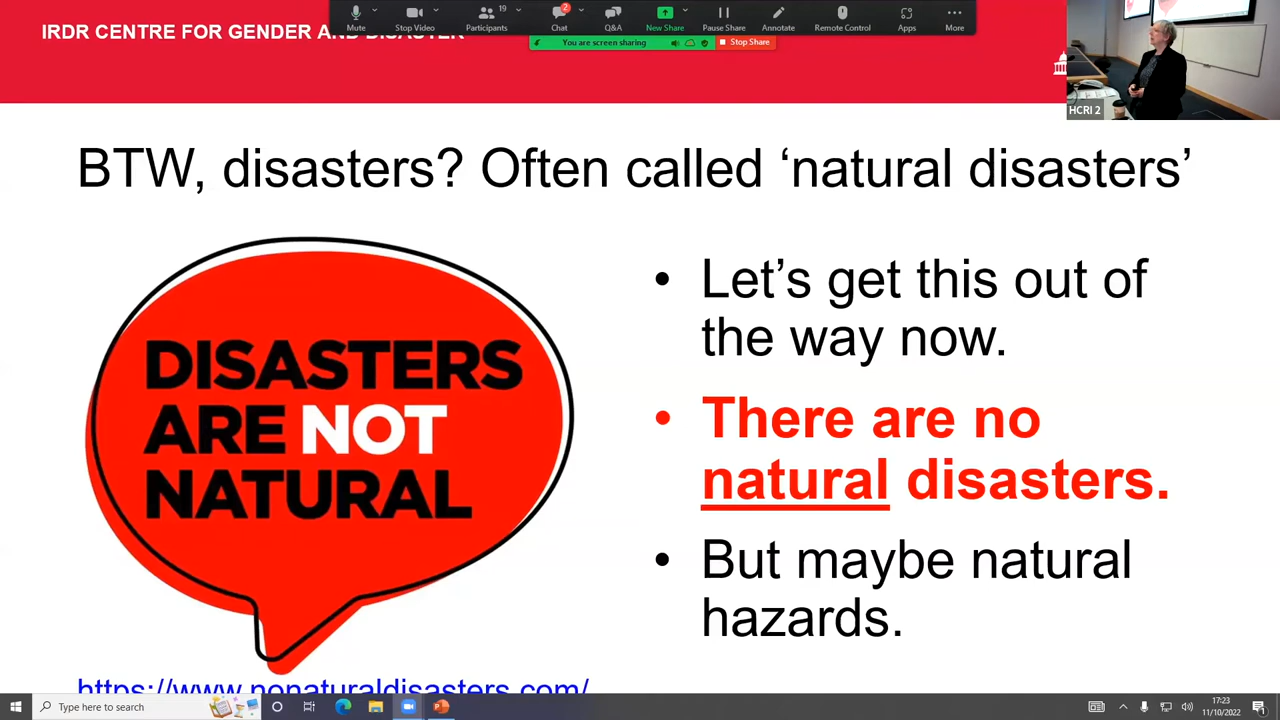 IRDR CENTRE FOR GENDER AND DISASTER
Mute
Stop Video
Participants
19
Chat
2
Q&A
New Share
Pause Share
Annotate
Remote Control
Apps
More
You are screen sharing
Stop Share
HCRI 2
BTW, disasters? Often called ‘natural disasters’
DISASTERS
ARE NOT
NATURAL
• Let’s get this out of
the way now.
• There are no
natural disasters.
• But maybe natural
hazards.
https://www.nonaturaldisasters.com/
Type here to search
17:23
11/10/2022
1